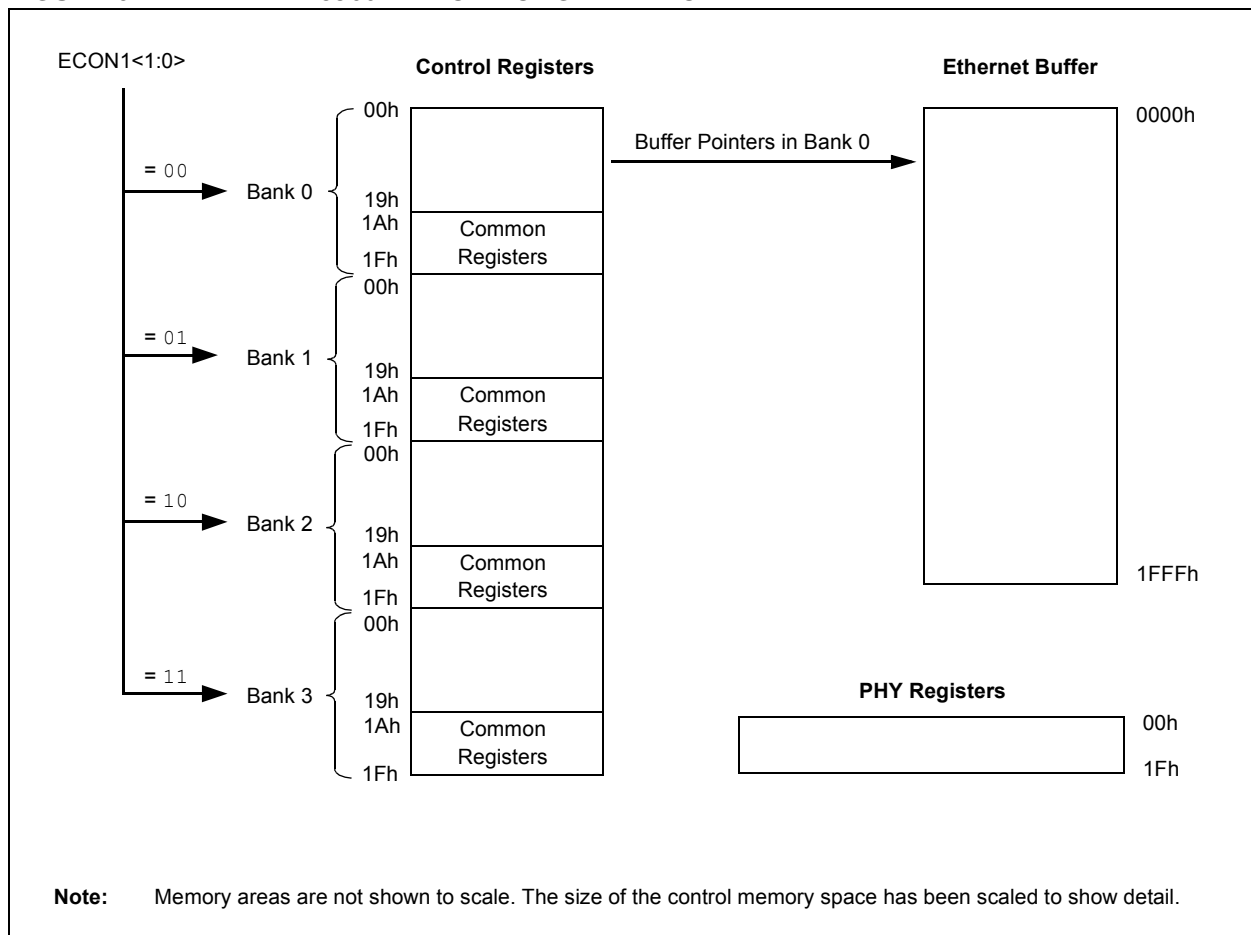 ECON1<1:0>
Control Registers
Ethernet Buffer
= 00
Bank 0
00h
19h
1Ah
1Fh
Common
Registers
Buffer Pointers in Bank 0
0000h
1FFFh
= 01
Bank 1
00h
19h
1Ah
1Fh
Common
Registers
= 10
Bank 2
00h
19h
1Ah
1Fh
Common
Registers
= 11
Bank 3
00h
19h
1Ah
1Fh
Common
Registers
PHY Registers
00h
1Fh
Note: Memory areas are not shown to scale. The size of the control memory space has been scaled to show detail.